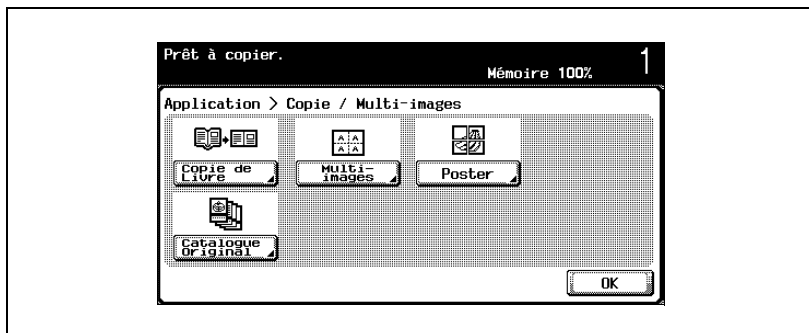 Prêt à copier.
1
Mémoire 100%
Application > Copie / Multi-images
A A
A A
Copie de
Livre
Multi-
images
Poster
Catalogue
Original
OK